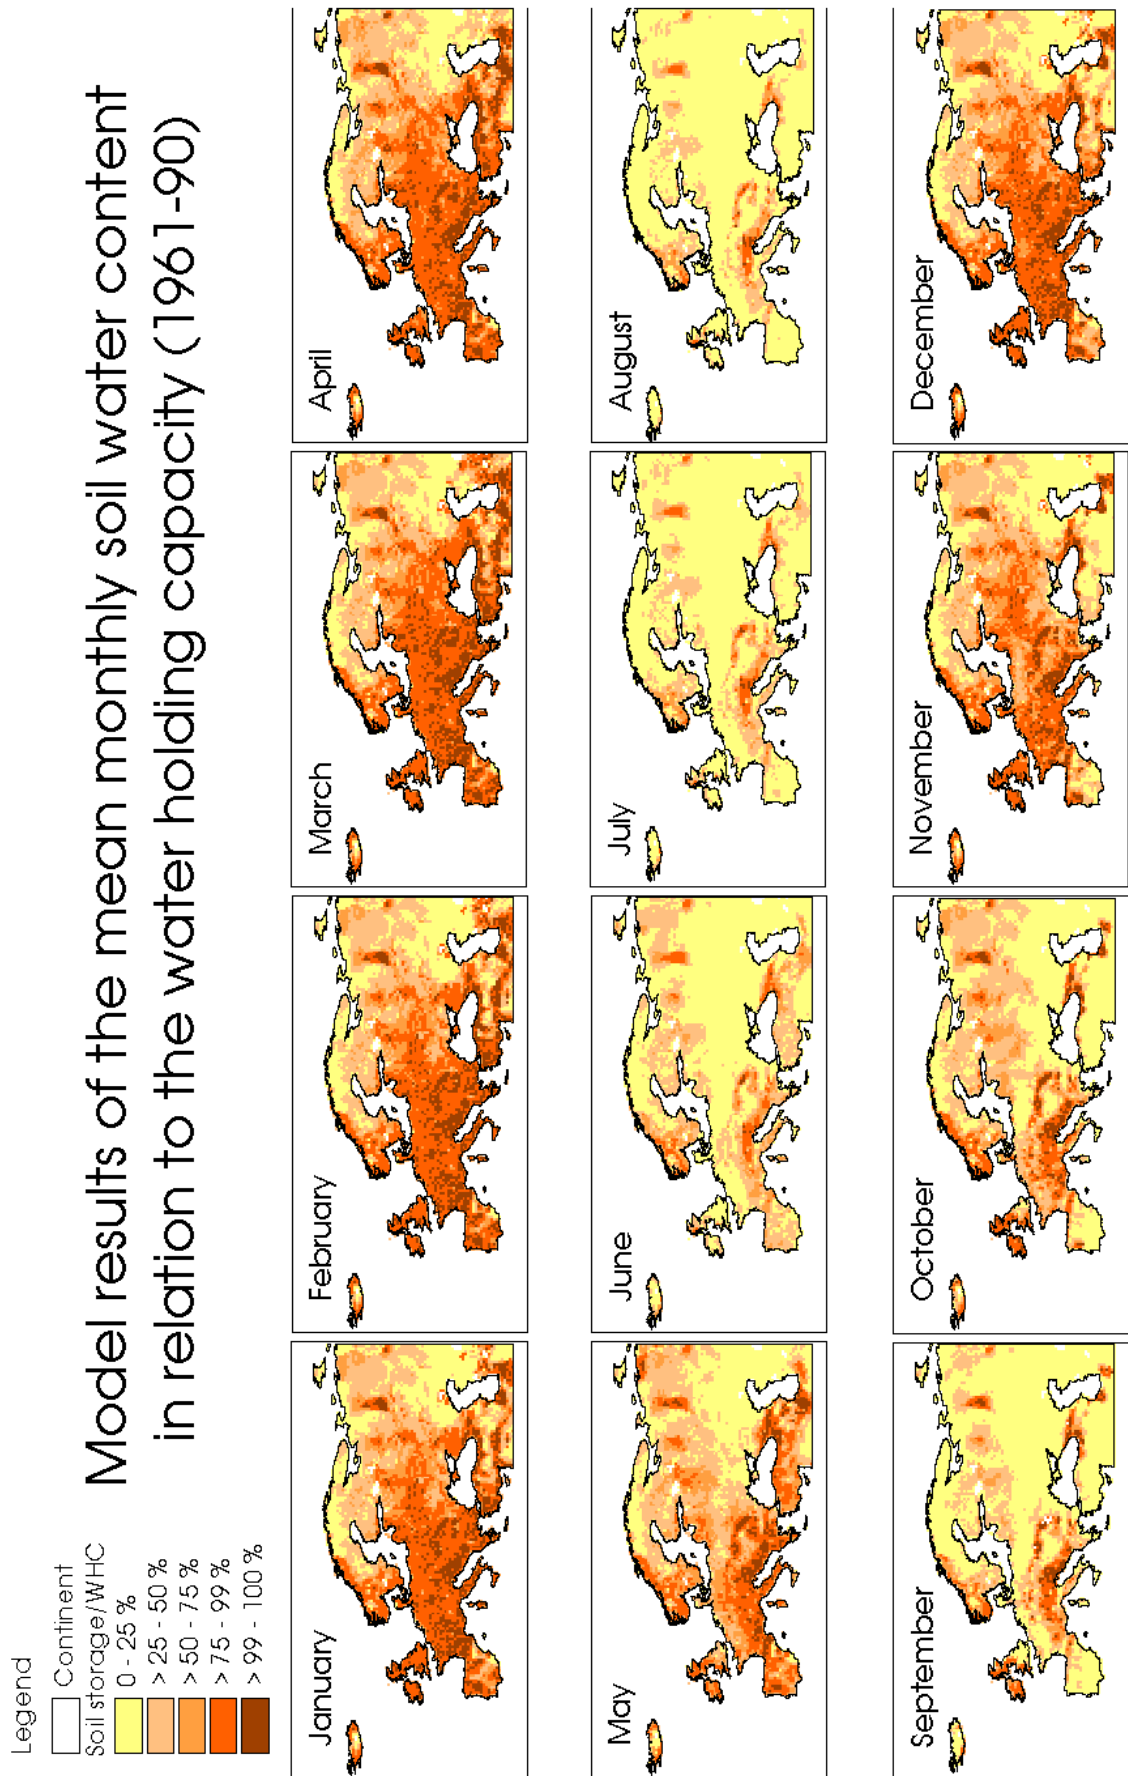 Model results of the mean monthly soil water content
in relation to the water holding capacity (1961-90)
Legend
Continent
Soil storage/WHC
0 - 25 %
> 25 - 50 %
> 50 - 75 %
> 75 - 99 %
> 99 - 100 %
January
February
March
April
May
June
July
August
September
October
November
December